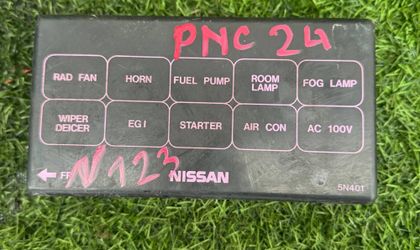 PNC 24
RAD FAN HORN FUEL PUMP ROOM LAMP FOG LAMP
WIPER DEICER EGI STARTER AIR CON AC 100V
N123
NISSAN
5N401